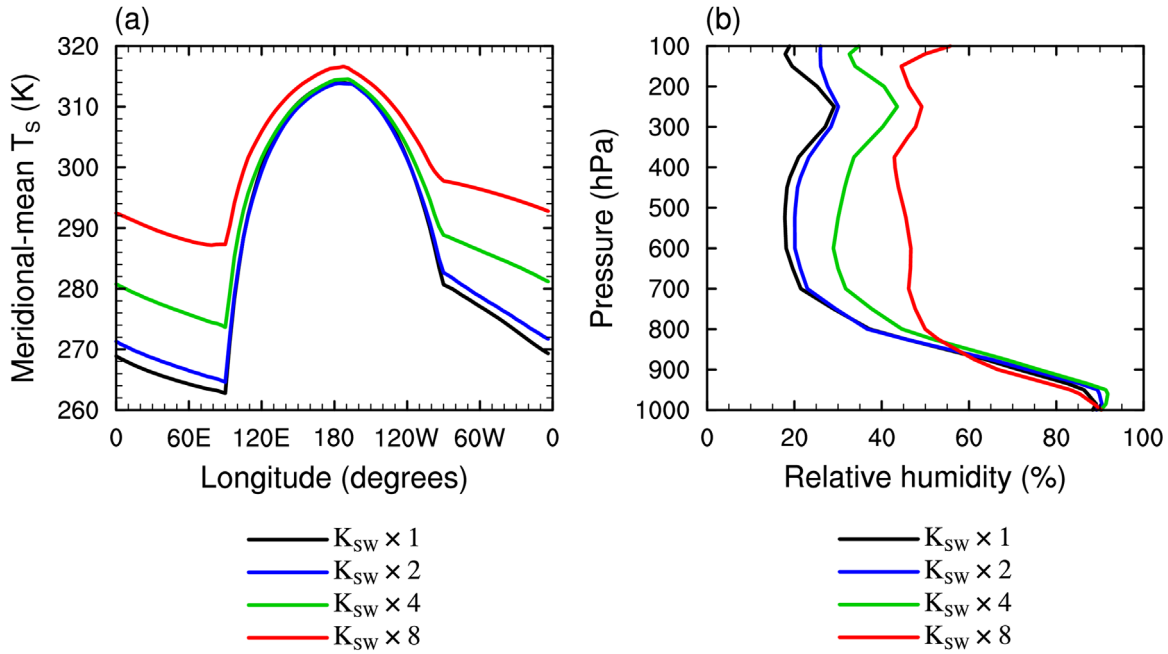 (a)
(b)
320
310
300
290
280
270
260
Meridional-mean T_S (K)
0 60E 120E 180 120W 60W 0
Longitude (degrees)
100
200
300
400
500
600
700
800
900
1000
Pressure (hPa)
0 20 40 60 80 100
Relative humidity (%)
K_SW × 1
K_SW × 2
K_SW × 4
K_SW × 8
K_SW × 1
K_SW × 2
K_SW × 4
K_SW × 8